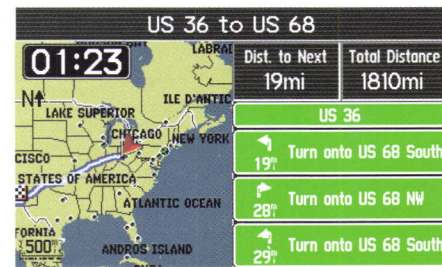 US 36 to US 68
01:23
Dist. to Next
19mi
Total Distance
1810mi
N
LABRAI
ILE D'ANTIC
LAKE SUPERIOR
CHICAGO
NEW YORK
CISCO
STATES OF AMERICA
ATLANTIC OCEAN
FORNIA
500mi
ANDROS ISLAND
US 36
Turn onto US 68 South
19mi
Turn onto US 68 NW
28mi
Turn onto US 68 South
29mi